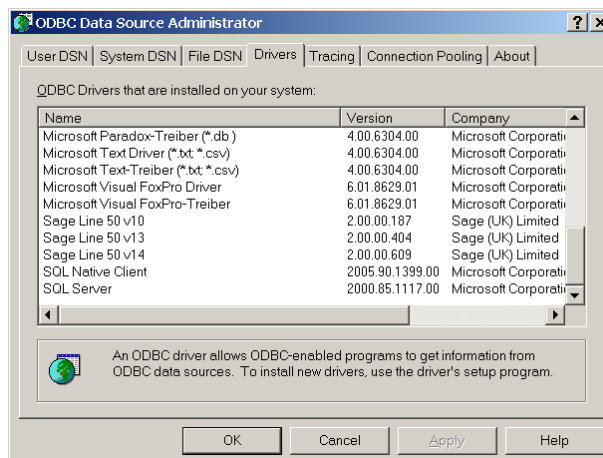 ODBC Data Source Administrator
User DSN System DSN File DSN Drivers Tracing Connection Pooling About
ODBC Drivers that are installed on your system:
Name Version Company
Microsoft Paradox-Treiber (*.db ) 4.00.6304.00 Microsoft Corporati
Microsoft Text Driver (*.txt; *.csv) 4.00.6304.00 Microsoft Corporati
Microsoft Text-Treiber (*.txt; *.csv) 4.00.6304.00 Microsoft Corporati
Microsoft Visual FoxPro Driver 6.01.8629.01 Microsoft Corporati
Microsoft Visual FoxPro-Treiber 6.01.8629.01 Microsoft Corporati
Sage Line 50 v10 2.00.00.187 Sage (UK) Limited
Sage Line 50 v13 2.00.00.404 Sage (UK) Limited
Sage Line 50 v14 2.00.00.609 Sage (UK) Limited
SQL Native Client 2005.90.1399.00 Microsoft Corporati
SQL Server 2000.85.1117.00 Microsoft Corporati
An ODBC driver allows ODBC-enabled programs to get information from
ODBC data sources. To install new drivers, use the driver's setup program.
OK Cancel Apply Help